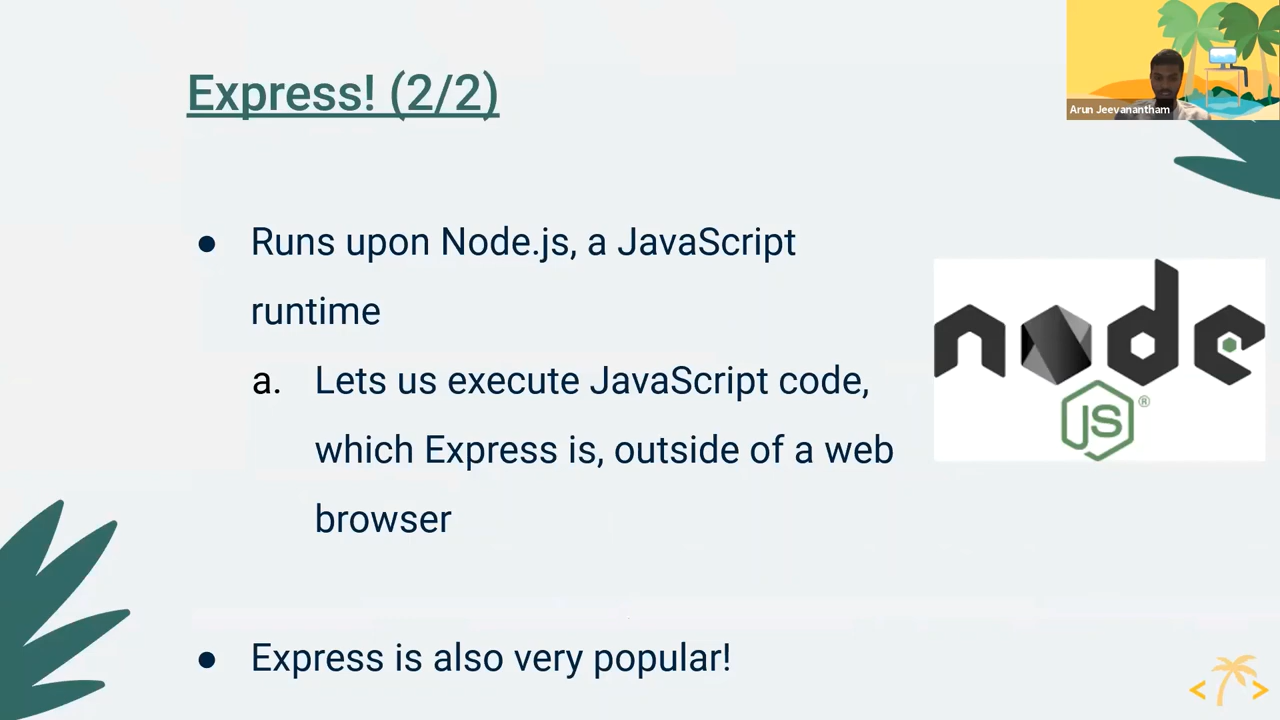 Express! (2/2)
Arun Jeevanantham
● Runs upon Node.js, a JavaScript
runtime
a. Lets us execute JavaScript code,
which Express is, outside of a web
browser
node
JS®
● Express is also very popular!
< >